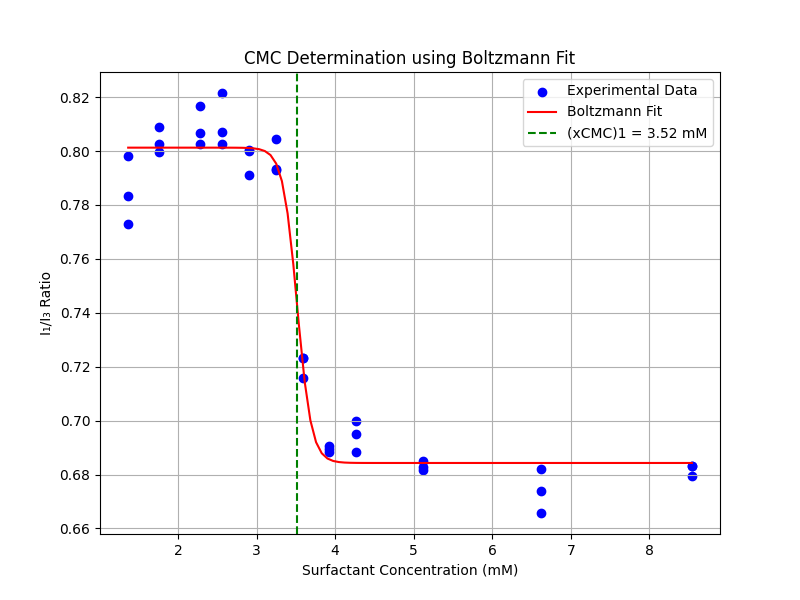 CMC Determination using Boltzmann Fit
Experimental Data
Boltzmann Fit
(xCMC)1 = 3.52 mM
I₁/I₃ Ratio
0.82
0.80
0.78
0.76
0.74
0.72
0.70
0.68
0.66
2 3 4 5 6 7 8
Surfactant Concentration (mM)